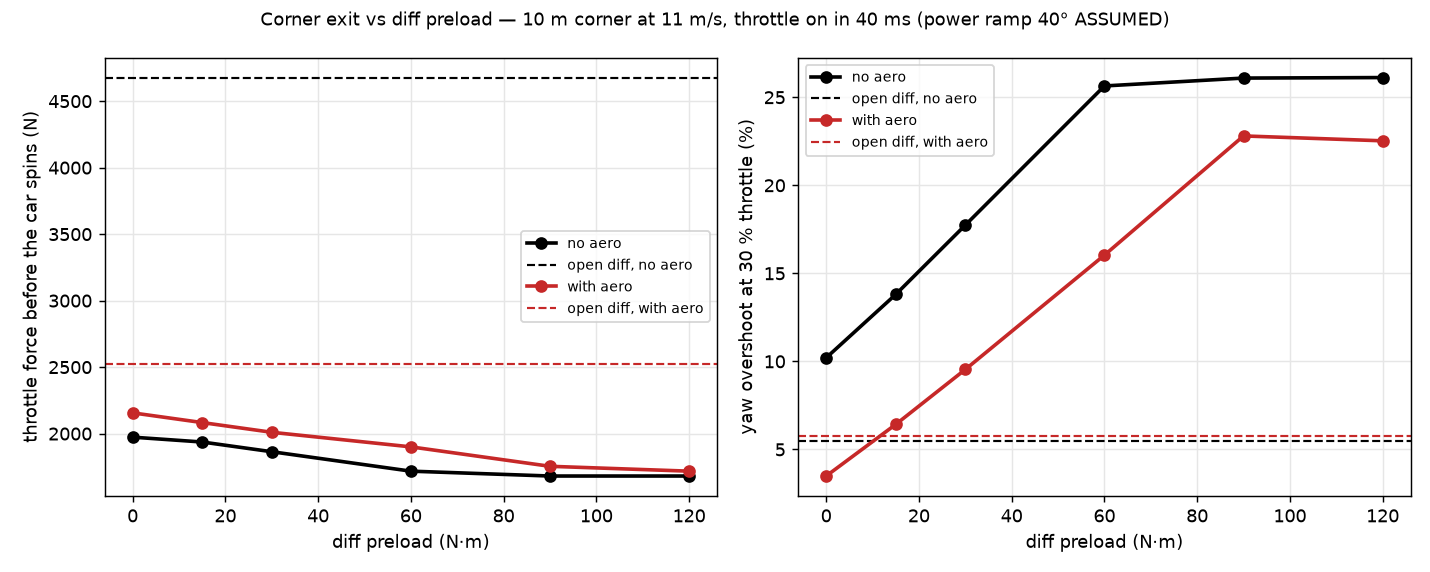 Corner exit vs diff preload — 10 m corner at 11 m/s, throttle on in 40 ms (power ramp 40° ASSUMED)
throttle force before the car spins (N)
4500
4000
3500
3000
2500
2000
no aero
open diff, no aero
with aero
open diff, with aero
0
20
40
60
80
100
120
diff preload (N·m)
yaw overshoot at 30 % throttle (%)
25
20
15
10
5
no aero
open diff, no aero
with aero
open diff, with aero
0
20
40
60
80
100
120
diff preload (N·m)